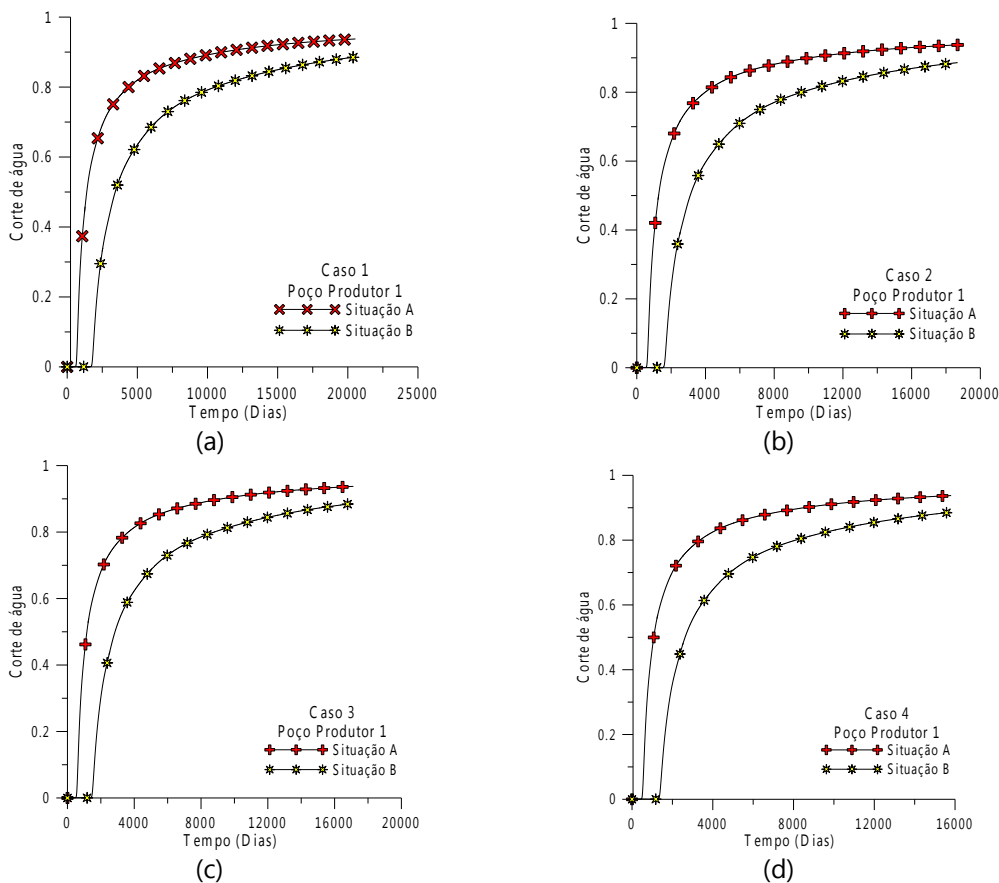 1
0.8
0.6
0.4
0.2
0
Corte de água
Caso 1
Poço Produtor 1
Situação A
Situação B
0 5000 10000 15000 20000 25000
Tempo (Dias)
(a)
1
0.8
0.6
0.4
0.2
0
Corte de água
Caso 2
Poço Produtor 1
Situação A
Situação B
0 4000 8000 12000 16000 20000
Tempo (Dias)
(b)
1
0.8
0.6
0.4
0.2
0
Corte de água
Caso 3
Poço Produtor 1
Situação A
Situação B
0 4000 8000 12000 16000 20000
Tempo (Dias)
(c)
1
0.8
0.6
0.4
0.2
0
Corte de água
Caso 4
Poço Produtor 1
Situação A
Situação B
0 4000 8000 12000 16000
Tempo (Dias)
(d)